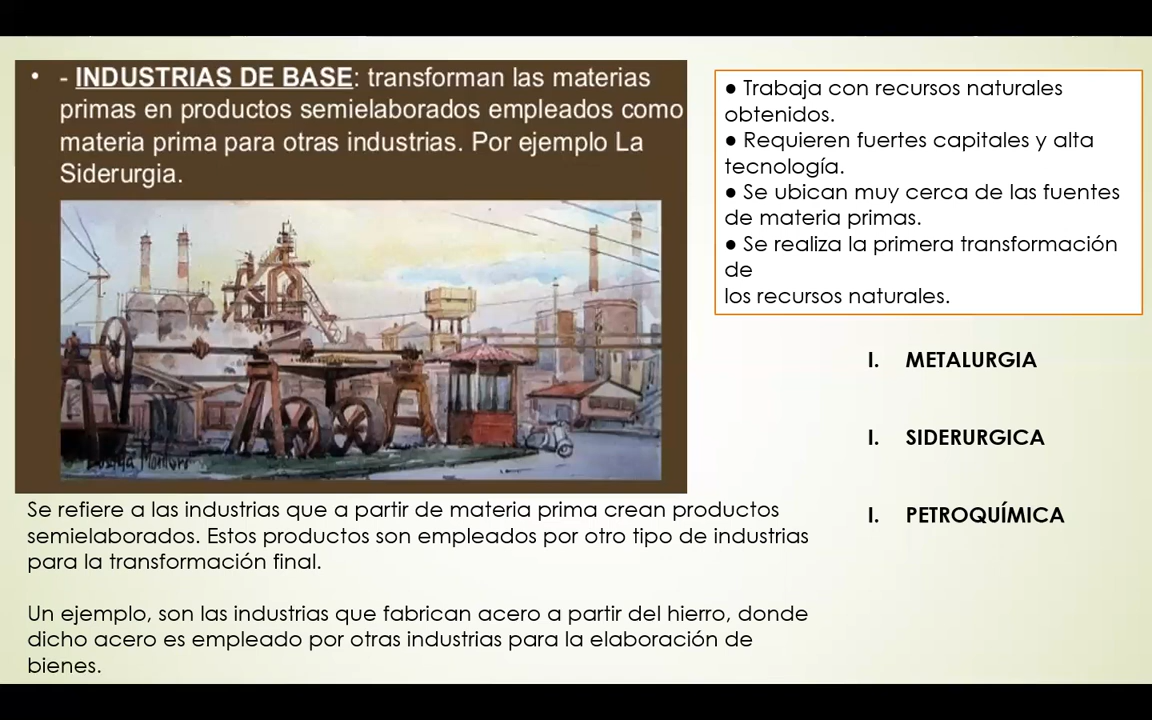 • - INDUSTRIAS DE BASE: transforman las materias
primas en productos semielaborados empleados como
materia prima para otras industrias. Por ejemplo La
Siderurgia.
● Trabaja con recursos naturales
obtenidos.
● Requieren fuertes capitales y alta
tecnología.
● Se ubican muy cerca de las fuentes
de materia primas.
● Se realiza la primera transformación
de
los recursos naturales.
I. METALURGIA
I. SIDERURGICA
I. PETROQUÍMICA
Se refiere a las industrias que a partir de materia prima crean productos
semielaborados. Estos productos son empleados por otro tipo de industrias
para la transformación final.
Un ejemplo, son las industrias que fabrican acero a partir del hierro, donde
dicho acero es empleado por otras industrias para la elaboración de
bienes.